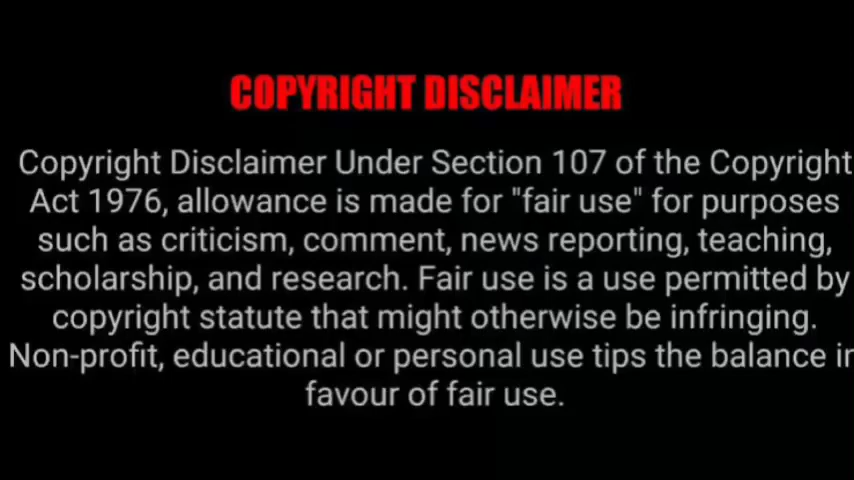 COPYRIGHT DISCLAIMER
Copyright Disclaimer Under Section 107 of the Copyright
Act 1976, allowance is made for "fair use" for purposes
such as criticism, comment, news reporting, teaching,
scholarship, and research. Fair use is a use permitted by
copyright statute that might otherwise be infringing.
Non-profit, educational or personal use tips the balance in
favour of fair use.